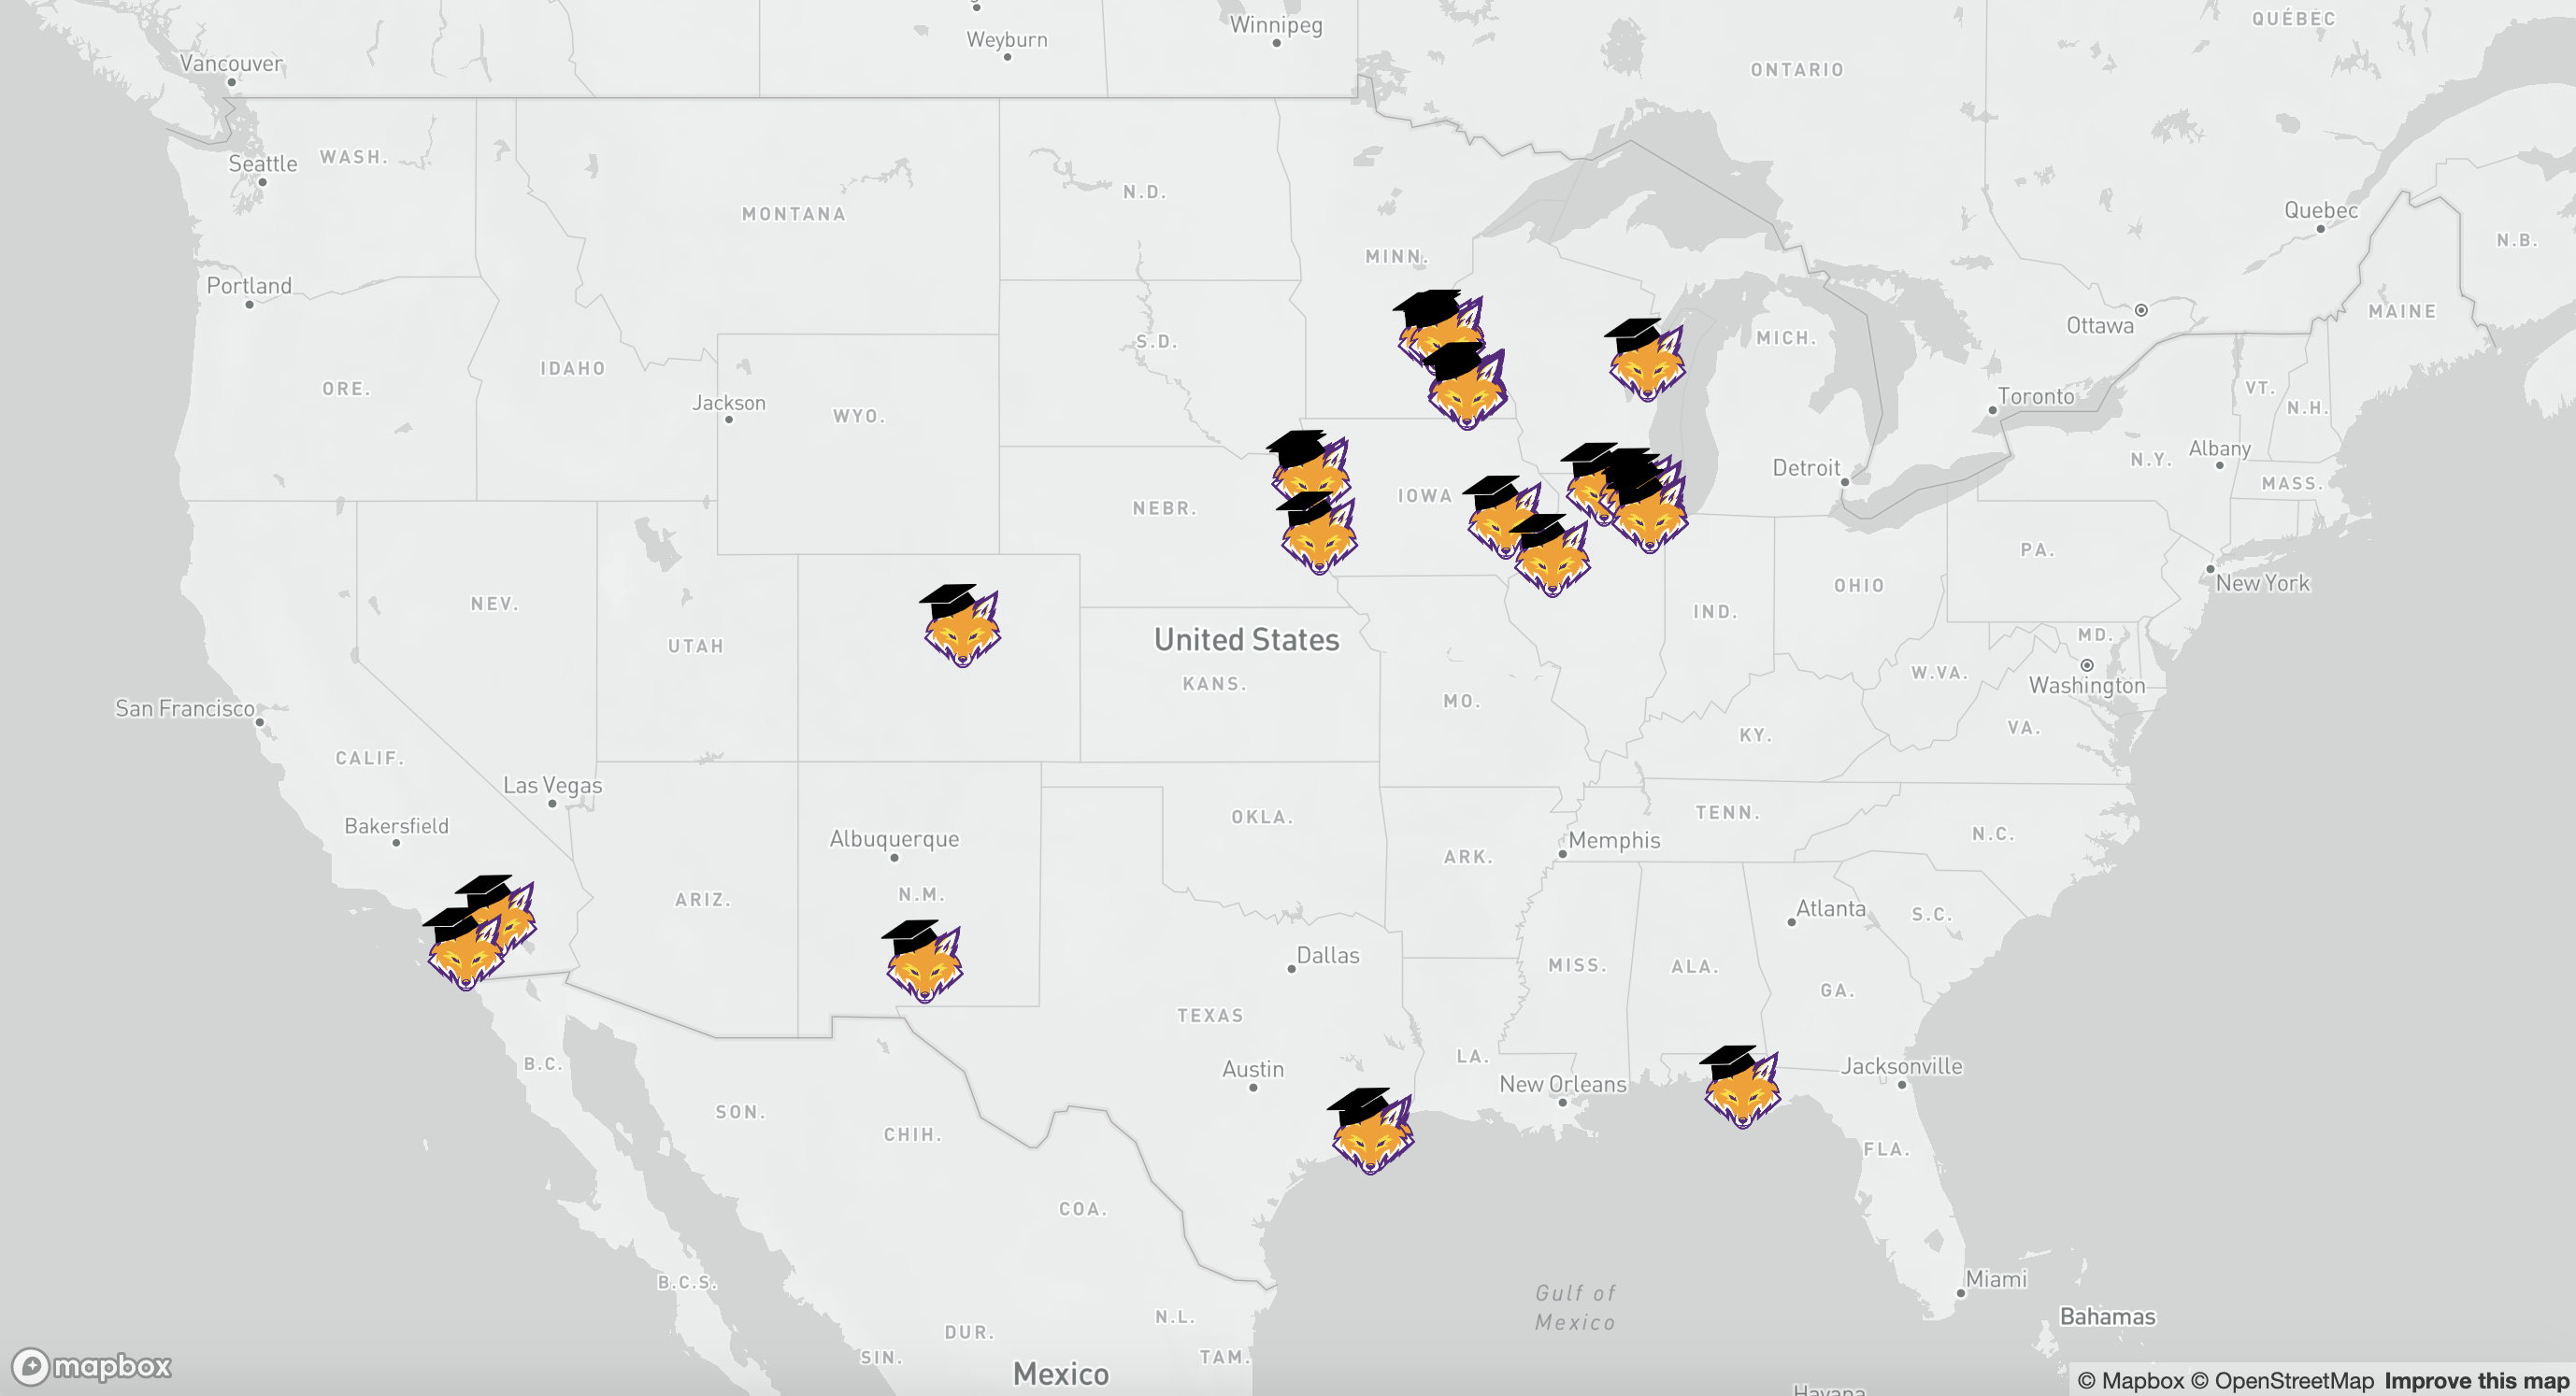 Winnipeg
QUÉBEC
Weyburn
Vancouver
ONTARIO
WASH.
Seattle
N.D.
MONTANA
Quebec
N.B.
MINN.
Portland
MAINE
Ottawa
MICH.
S.D.
IDAHO
ORE.
VT.
Toronto
Jackson
WYO.
N.H.
Albany
N.Y.
Detroit
MASS.
IOWA
NEBR.
PA.
New York
OHIO
NEV.
IND.
MD.
United States
UTAH
W.VA.
KANS.
Washington
MO.
San Francisco
VA.
KY.
CALIF.
Las Vegas
TENN.
OKLA.
Bakersfield
N.C.
Albuquerque
Memphis
ARK.
N.M.
ARIZ.
Atlanta
S.C.
Dallas
MISS.
ALA.
GA.
TEXAS
LA.
B.C.
Jacksonville
Austin
New Orleans
SON.
CHIH.
FLA.
COA.
Miami
B.C.S.
Gulf of
Mexico
N.L.
Bahamas
DUR.
SIN.
TAM.
mapbox
Mexico
© Mapbox © OpenStreetMap Improve this map